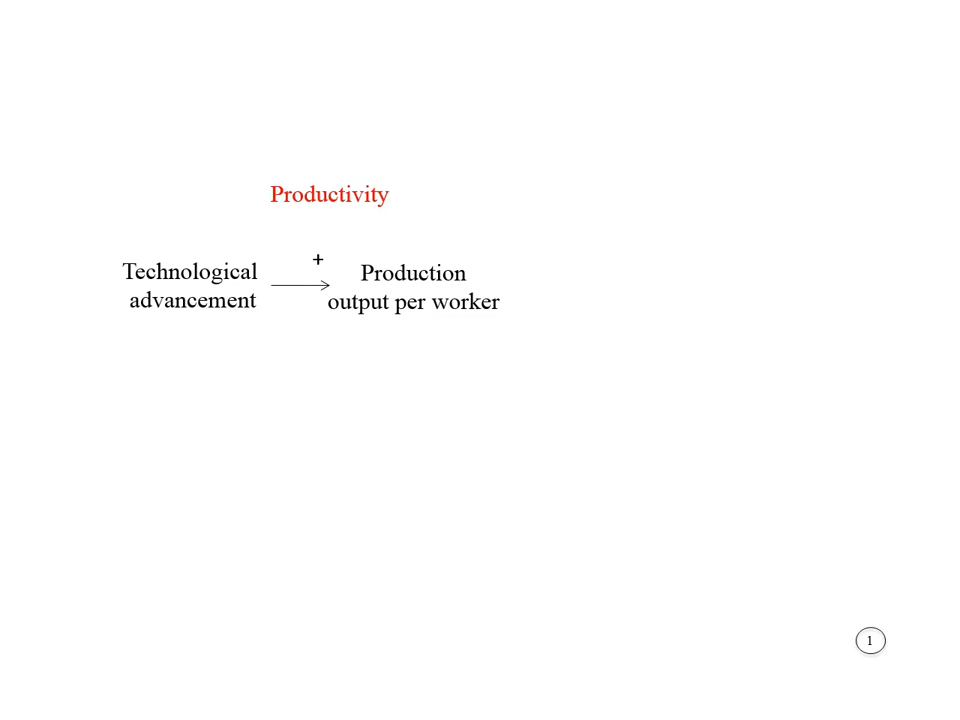 Productivity
+
Technological
advancement
Production
output per worker
1